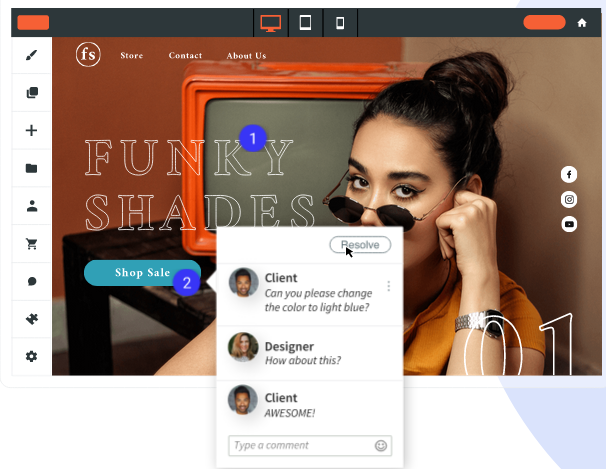 fs
Store Contact About Us
1
FUNKY
SHADES
Resolve
Shop Sale
2
Client
Can you please change
the color to light blue?
Designer
How about this?
Client
AWESOME!
Type a comment
01